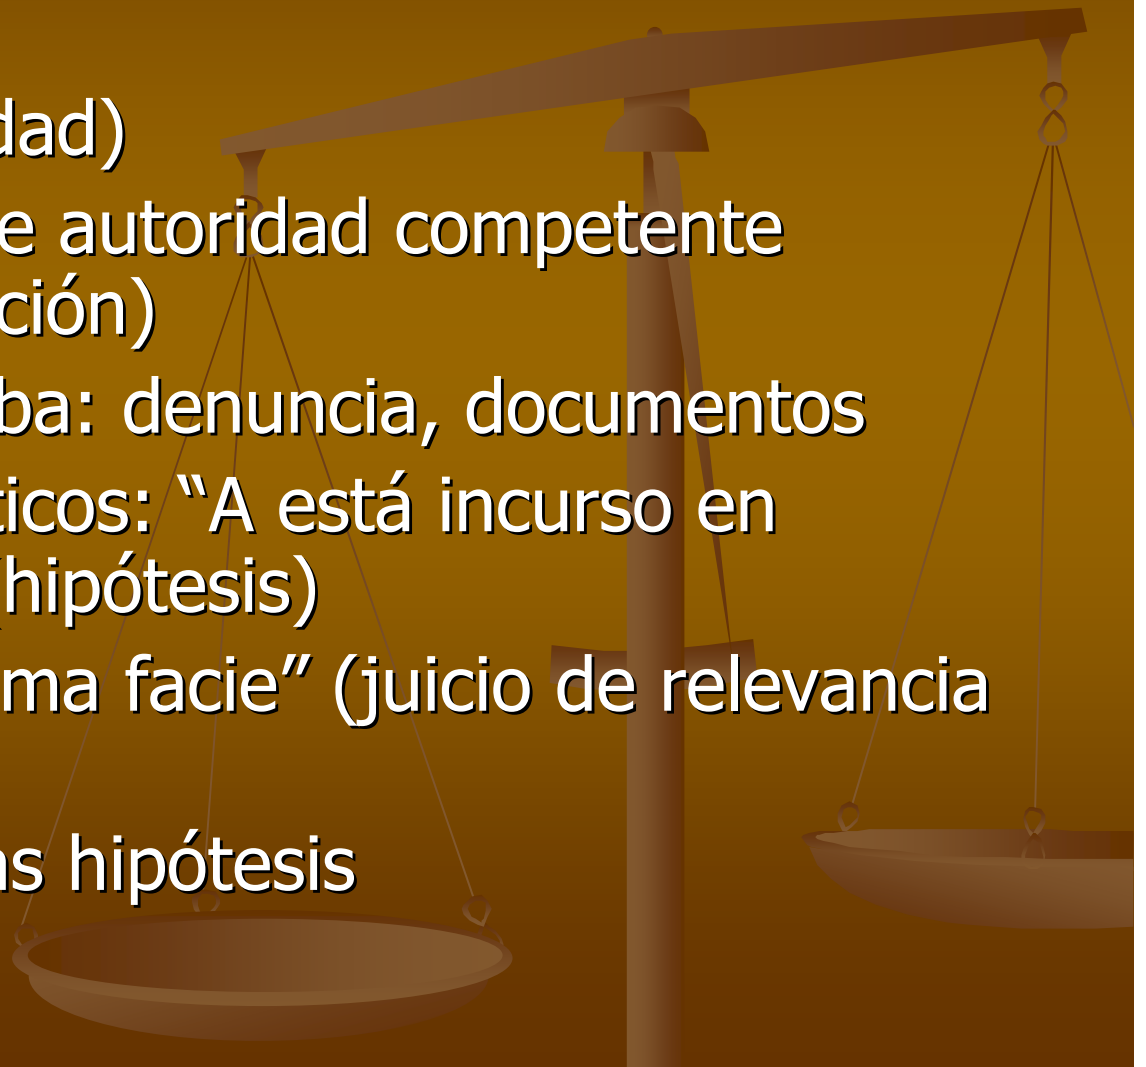 dad)
e autoridad competente
ción)
ba: denuncia, documentos
ticos: “A está incurso en
(hipótesis)
ma facie” (juicio de relevancia
as hipótesis